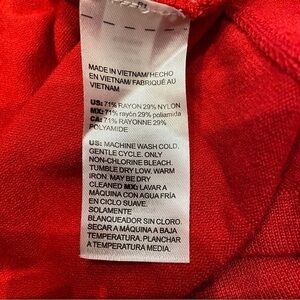 MADE IN VIETNAM/HECHO
EN VIETNAM/FABRIQUÉ AU
VIETNAM
US: 71% RAYON 29% NYLON
MX: 71% rayón 29% poliamida
CA: 71% RAYONNE 29%
POLYAMIDE
US: MACHINE WASH COLD,
GENTLE CYCLE. ONLY
NON-CHLORINE BLEACH.
TUMBLE DRY LOW. WARM
IRON. MAY BE DRY
CLEANED MX: LAVAR A
MÁQUINA CON AGUA FRÍA
EN CICLO SUAVE.
SOLAMENTE
BLANQUEADOR SIN CLORO.
SECAR A MÁQUINA A BAJA
TEMPERATURA. PLANCHAR
A TEMPERATURA MEDIA.